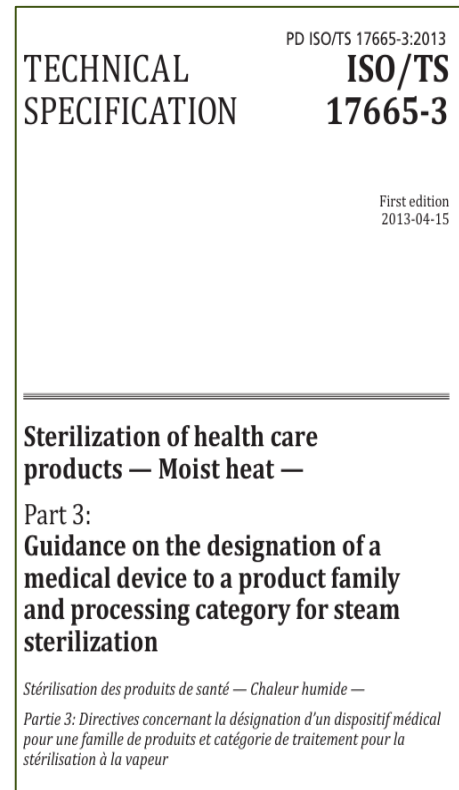 PD ISO/TS 17665-3:2013
TECHNICAL
SPECIFICATION
ISO/TS
17665-3
First edition
2013-04-15
Sterilization of health care
products — Moist heat —
Part 3:
Guidance on the designation of a
medical device to a product family
and processing category for steam
sterilization
Stérilisation des produits de santé — Chaleur humide —
Partie 3: Directives concernant la désignation d'un dispositif médical
pour une famille de produits et catégorie de traitement pour la
stérilisation à la vapeur